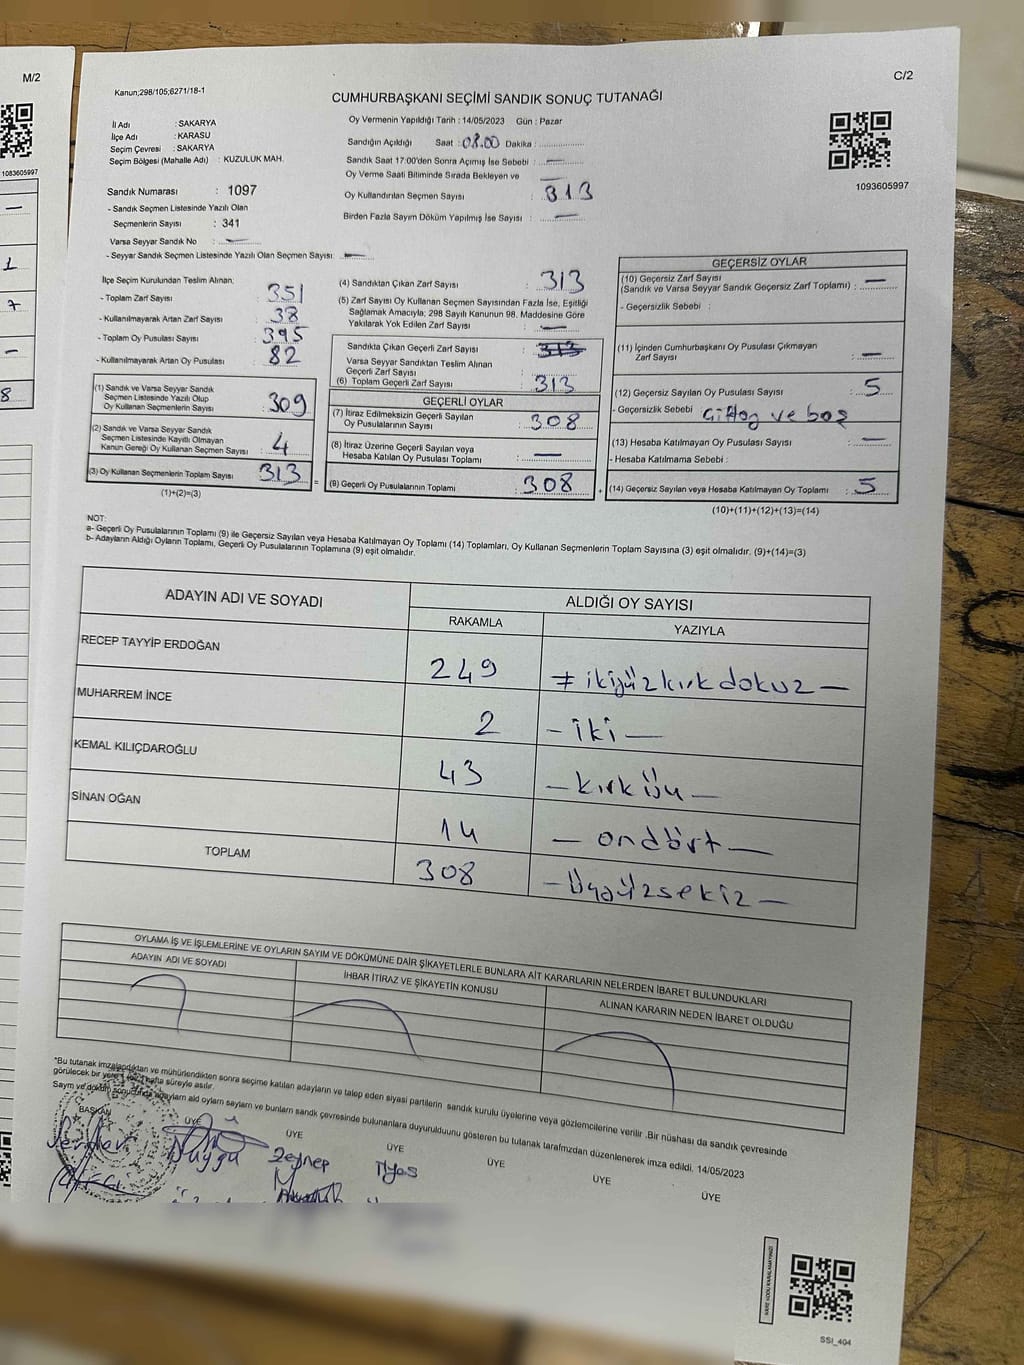 M/2
C/2
Kanun;298/105;6271/18-1
CUMHURBAŞKANI SEÇİMİ SANDIK SONUÇ TUTANAĞI
İl Adı : SAKARYA
İlçe Adı : KARASU
Seçim Çevresi : SAKARYA
Seçim Bölgesi (Mahalle Adı) : KUZULUK MAH.
Oy Vermenin Yapıldığı Tarih : 14/05/2023 Gün : Pazar
Sandığın Açıldığı Saat : 08.00 Dakika :
Sandık Saat 17:00'den Sonra Açımış İse Sebebi : —
Oy Verme Saati Bitiminde Sırada Bekleyen ve —
Oy Kullandırılan Seçmen Sayısı : 313
Birden Fazla Sayım Döküm Yapılmış İse Sayısı : —
1083605997
1093605997
Sandık Numarası : 1097
- Sandık Seçmen Listesinde Yazılı Olan
Seçmenlerin Sayısı : 341
Varsa Seyyar Sandık No : —
- Seyyar Sandık Seçmen Listesinde Yazılı Olan Seçmen Sayısı: —
İlçe Seçim Kurulundan Teslim Alınan:
- Toplam Zarf Sayısı : 351
- Kullanılmayarak Artan Zarf Sayısı : 38
- Toplam Oy Pusulası Sayısı : 395
- Kullanılmayarak Artan Oy Pusulası : 82
(1) Sandık ve Varsa Seyyar Sandık
Seçmen Listesinde Yazılı Olup
Oy Kullanan Seçmenlerin Sayısı : 309
(2) Sandık ve Varsa Seyyar Sandık
Seçmen Listesinde Kayıtlı Olmayan
Kanun Gereği Oy Kullanan Seçmen Sayısı : 4
(3) Oy Kullanan Seçmenlerin Toplam Sayısı : 313
(1)+(2)=(3)
(4) Sandıktan Çıkan Zarf Sayısı : 313
(5) Zarf Sayısı Oy Kullanan Seçmen Sayısından Fazla İse, Eşitliği
Sağlamak Amacıyla; 298 Sayılı Kanunun 98. Maddesine Göre
Yakılarak Yok Edilen Zarf Sayısı : —
Sandıkta Çıkan Geçerli Zarf Sayısı : 313
Varsa Seyyar Sandıktan Teslim Alınan
Geçerli Zarf Sayısı :
(6) Toplam Geçerli Zarf Sayısı : 313
GEÇERLİ OYLAR
(7) İtiraz Edilmeksizin Geçerli Sayılan
Oy Pusulalarının Sayısı : 308
(8) İtiraz Üzerine Geçerli Sayılan veya
Hesaba Katılan Oy Pusulası Toplamı : —
(9) Geçerli Oy Pusulalarının Toplamı : 308
GEÇERSİZ OYLAR
(10) Geçersiz Zarf Sayısı
(Sandık ve Varsa Seyyar Sandık Geçersiz Zarf Toplamı) : —
- Geçersizlik Sebebi :
(11) İçinden Cumhurbaşkanı Oy Pusulası Çıkmayan
Zarf Sayısı : —
(12) Geçersiz Sayılan Oy Pusulası Sayısı : 5
- Geçersizlik Sebebi : ve boş
(13) Hesaba Katılmayan Oy Pusulası Sayısı : —
- Hesaba Katılmama Sebebi :
(14) Geçersiz Sayılan veya Hesaba Katılmayan Oy Toplamı : 5
(10)+(11)+(12)+(13)=(14)
NOT:
a- Geçerli Oy Pusulalarının Toplamı (9) ile Geçersiz Sayılan veya Hesaba Katılmayan Oy Toplamı (14) Toplamları, Oy Kullanan Seçmenlerin Toplam Sayısına (3) eşit olmalıdır. (9)+(14)=(3)
b- Adayların Aldığı Oyların Toplamı, Geçerli Oy Pusulalarının Toplamına (9) eşit olmalıdır.
ADAYIN ADI VE SOYADI
ALDIĞI OY SAYISI
RAKAMLA
YAZIYLA
RECEP TAYYİP ERDOĞAN 249 ≠ ikiyüzkırkdokuz —
MUHARREM İNCE 2 — iki —
KEMAL KILIÇDAROĞLU 43 — kırküç —
SİNAN OĞAN 14 — ondört —
TOPLAM 308 — Üçyüzsekiz —
OYLAMA İŞ VE İŞLEMLERİNE VE OYLARIN SAYIM VE DÖKÜMÜNE DAİR ŞİKAYETLERLE BUNLARA AİT KARARLARIN NELERDEN İBARET BULUNDUKLARI
ADAYIN ADI VE SOYADI
İHBAR İTİRAZ VE ŞİKAYETİN KONUSU
ALINAN KARARIN NEDEN İBARET OLDUĞU
*Bu tutanak imzalandıktan ve mühürlendikten sonra seçime katılan adayların ve talep eden siyasi partilerin sandık kurulu üyelerine veya gözlemcilerine verilir .Bir nüshası da sandık çevresinde
görülecek bir yere 1 (bir) hafta süreyle asılır.
Saym ve döküm sonucunda adaylarn ald oylarn saylarn ve bunlarn sandık çevresinde bulunanlara duyurulduunu gösteren bu tutanak tarafmzdan düzenlenerek imza edildi. 14/05/2023
BAŞKAN
ÜYE
ÜYE
ÜYE
ÜYE
ÜYE
ÜYE
Duygu
Zeynep
İlyas
SSI_404